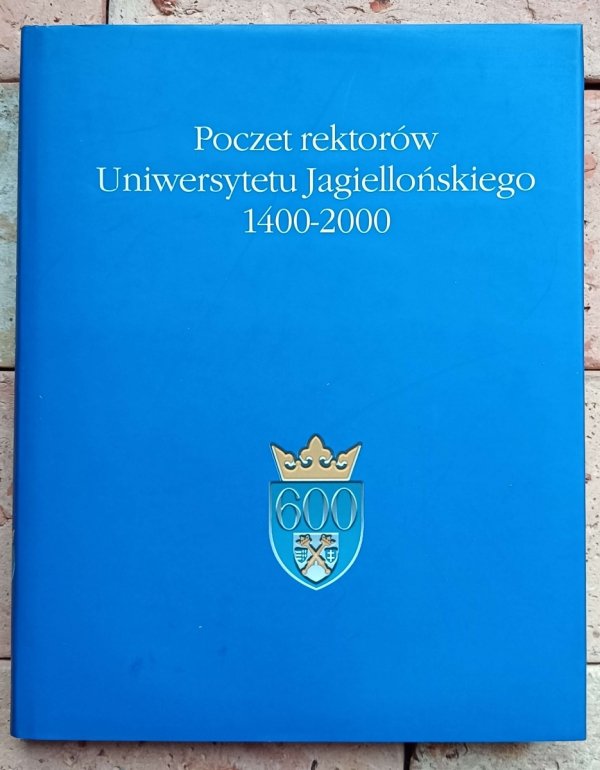 Poczet rektorów
Uniwersytetu Jagiellońskiego
1400-2000
600